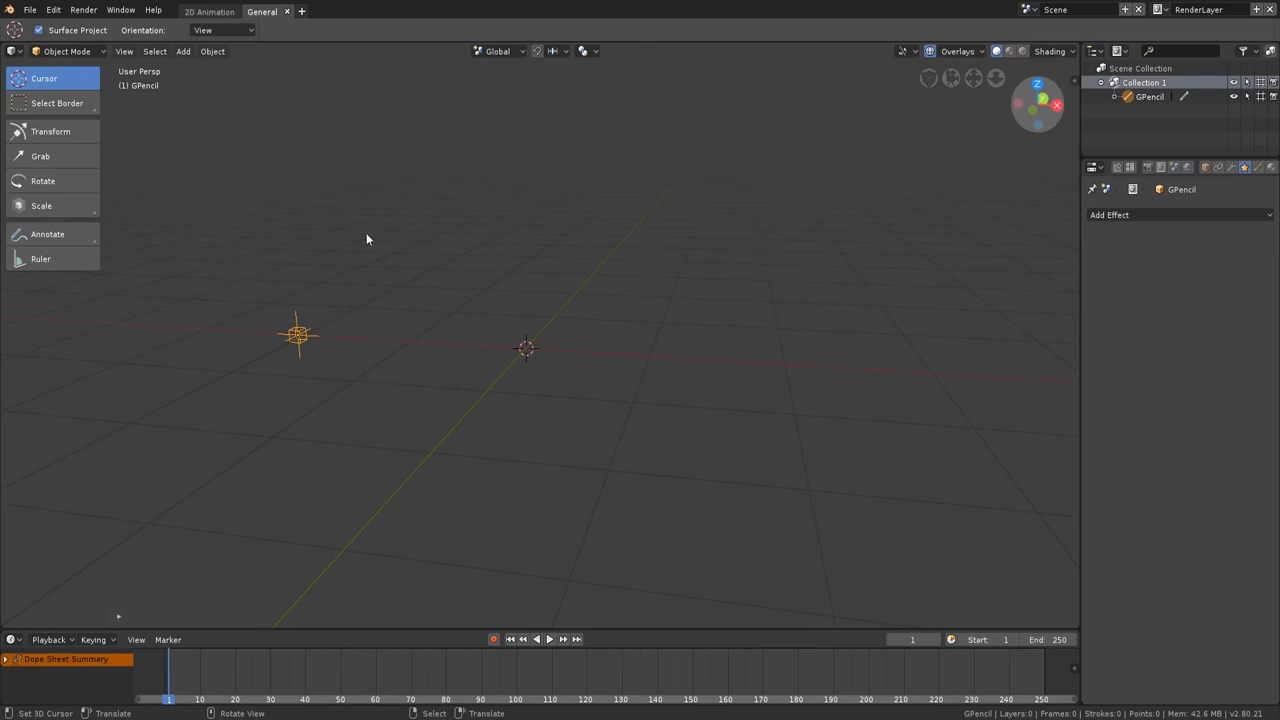 File Edit Render Window Help 2D Animation General Scene RenderLayer
Surface Project Orientation: View
Object Mode View Select Add Object Global Overlays Shading
User Persp
(1) GPencil
Cursor
Select Border
Transform
Grab
Rotate
Scale
Annotate
Ruler
Scene Collection
Collection 1
GPencil
GPencil
Add Effect
Playback Keying View Marker 1 Start: 1 End: 250
Dope Sheet Summary
1 10 20 30 40 50 60 70 80 90 100 110 120 130 140 150 160 170 180 190 200 210 220 230 240 250
Set 3D Cursor Translate Rotate View Select Translate GPencil | Layers:0 | Frames:0 | Strokes:0 | Points:0 | Mem: 42.6 MB | v2.80.21